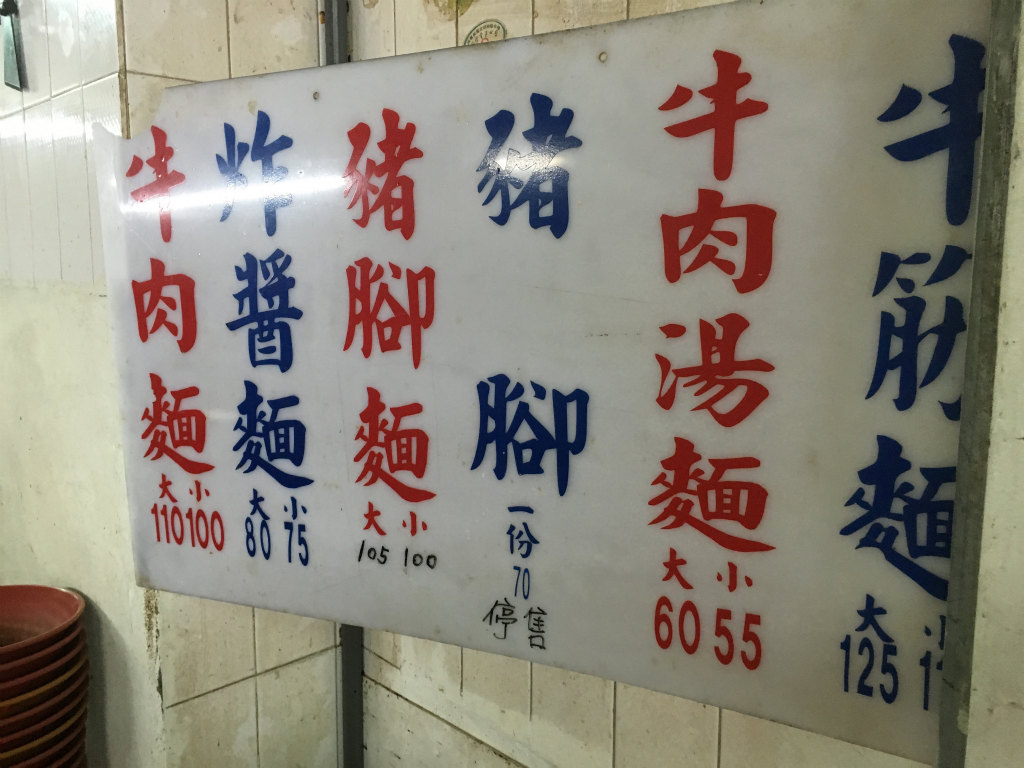 牛肉麵
大 小
110 100
炸醬麵
大 小
80 75
豬腳麵
大 小
105 100
豬腳
一份
70
停售
牛肉湯麵
大 小
60 55
牛筋麵
大 小
125